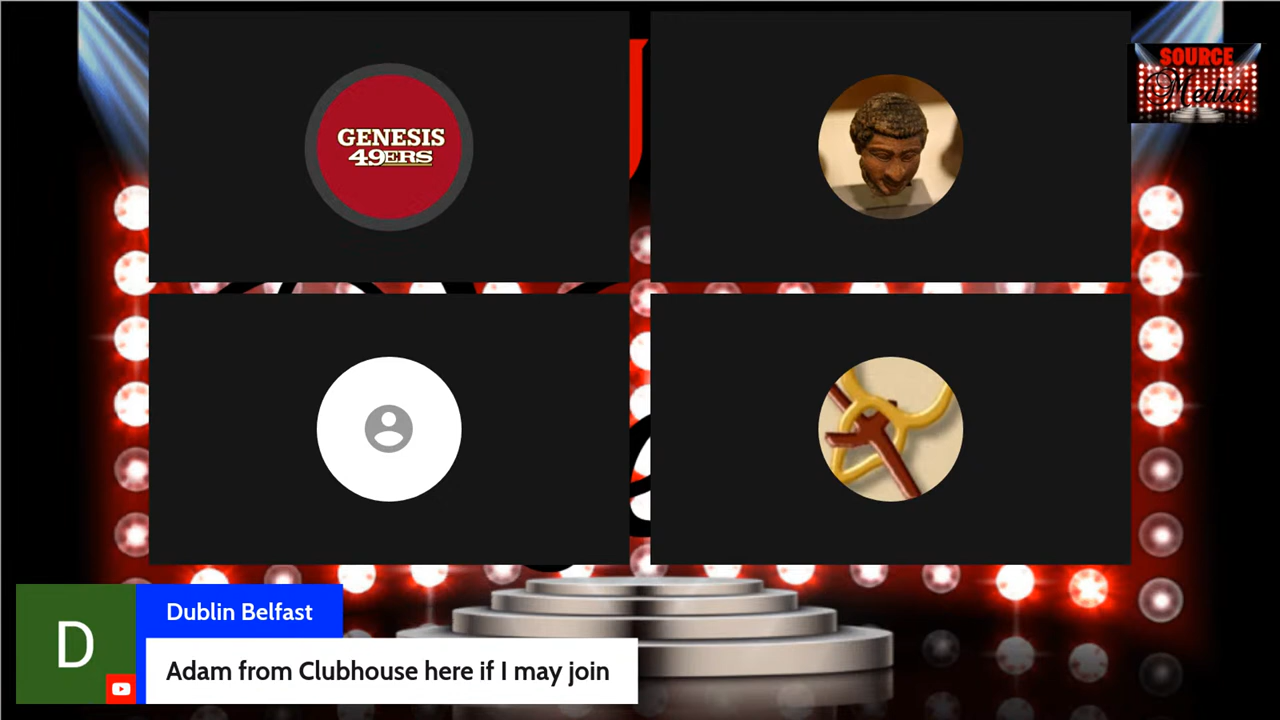 GENESIS
49ERS
SOURCE
Media
D
Dublin Belfast
Adam from Clubhouse here if I may join